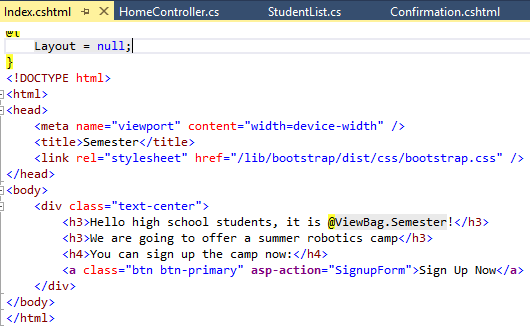 Index.cshtml HomeController.cs StudentList.cs Confirmation.cshtml
@{
Layout = null;
}
<!DOCTYPE html>
<html>
<head>
<meta name="viewport" content="width=device-width" />
<title>Semester</title>
<link rel="stylesheet" href="/lib/bootstrap/dist/css/bootstrap.css" />
</head>
<body>
<div class="text-center">
<h3>Hello high school students, it is @ViewBag.Semester!</h3>
<h3>We are going to offer a summer robotics camp</h3>
<h4>You can sign up the camp now:</h4>
<a class="btn btn-primary" asp-action="SignupForm">Sign Up Now</a>
</div>
</body>
</html>